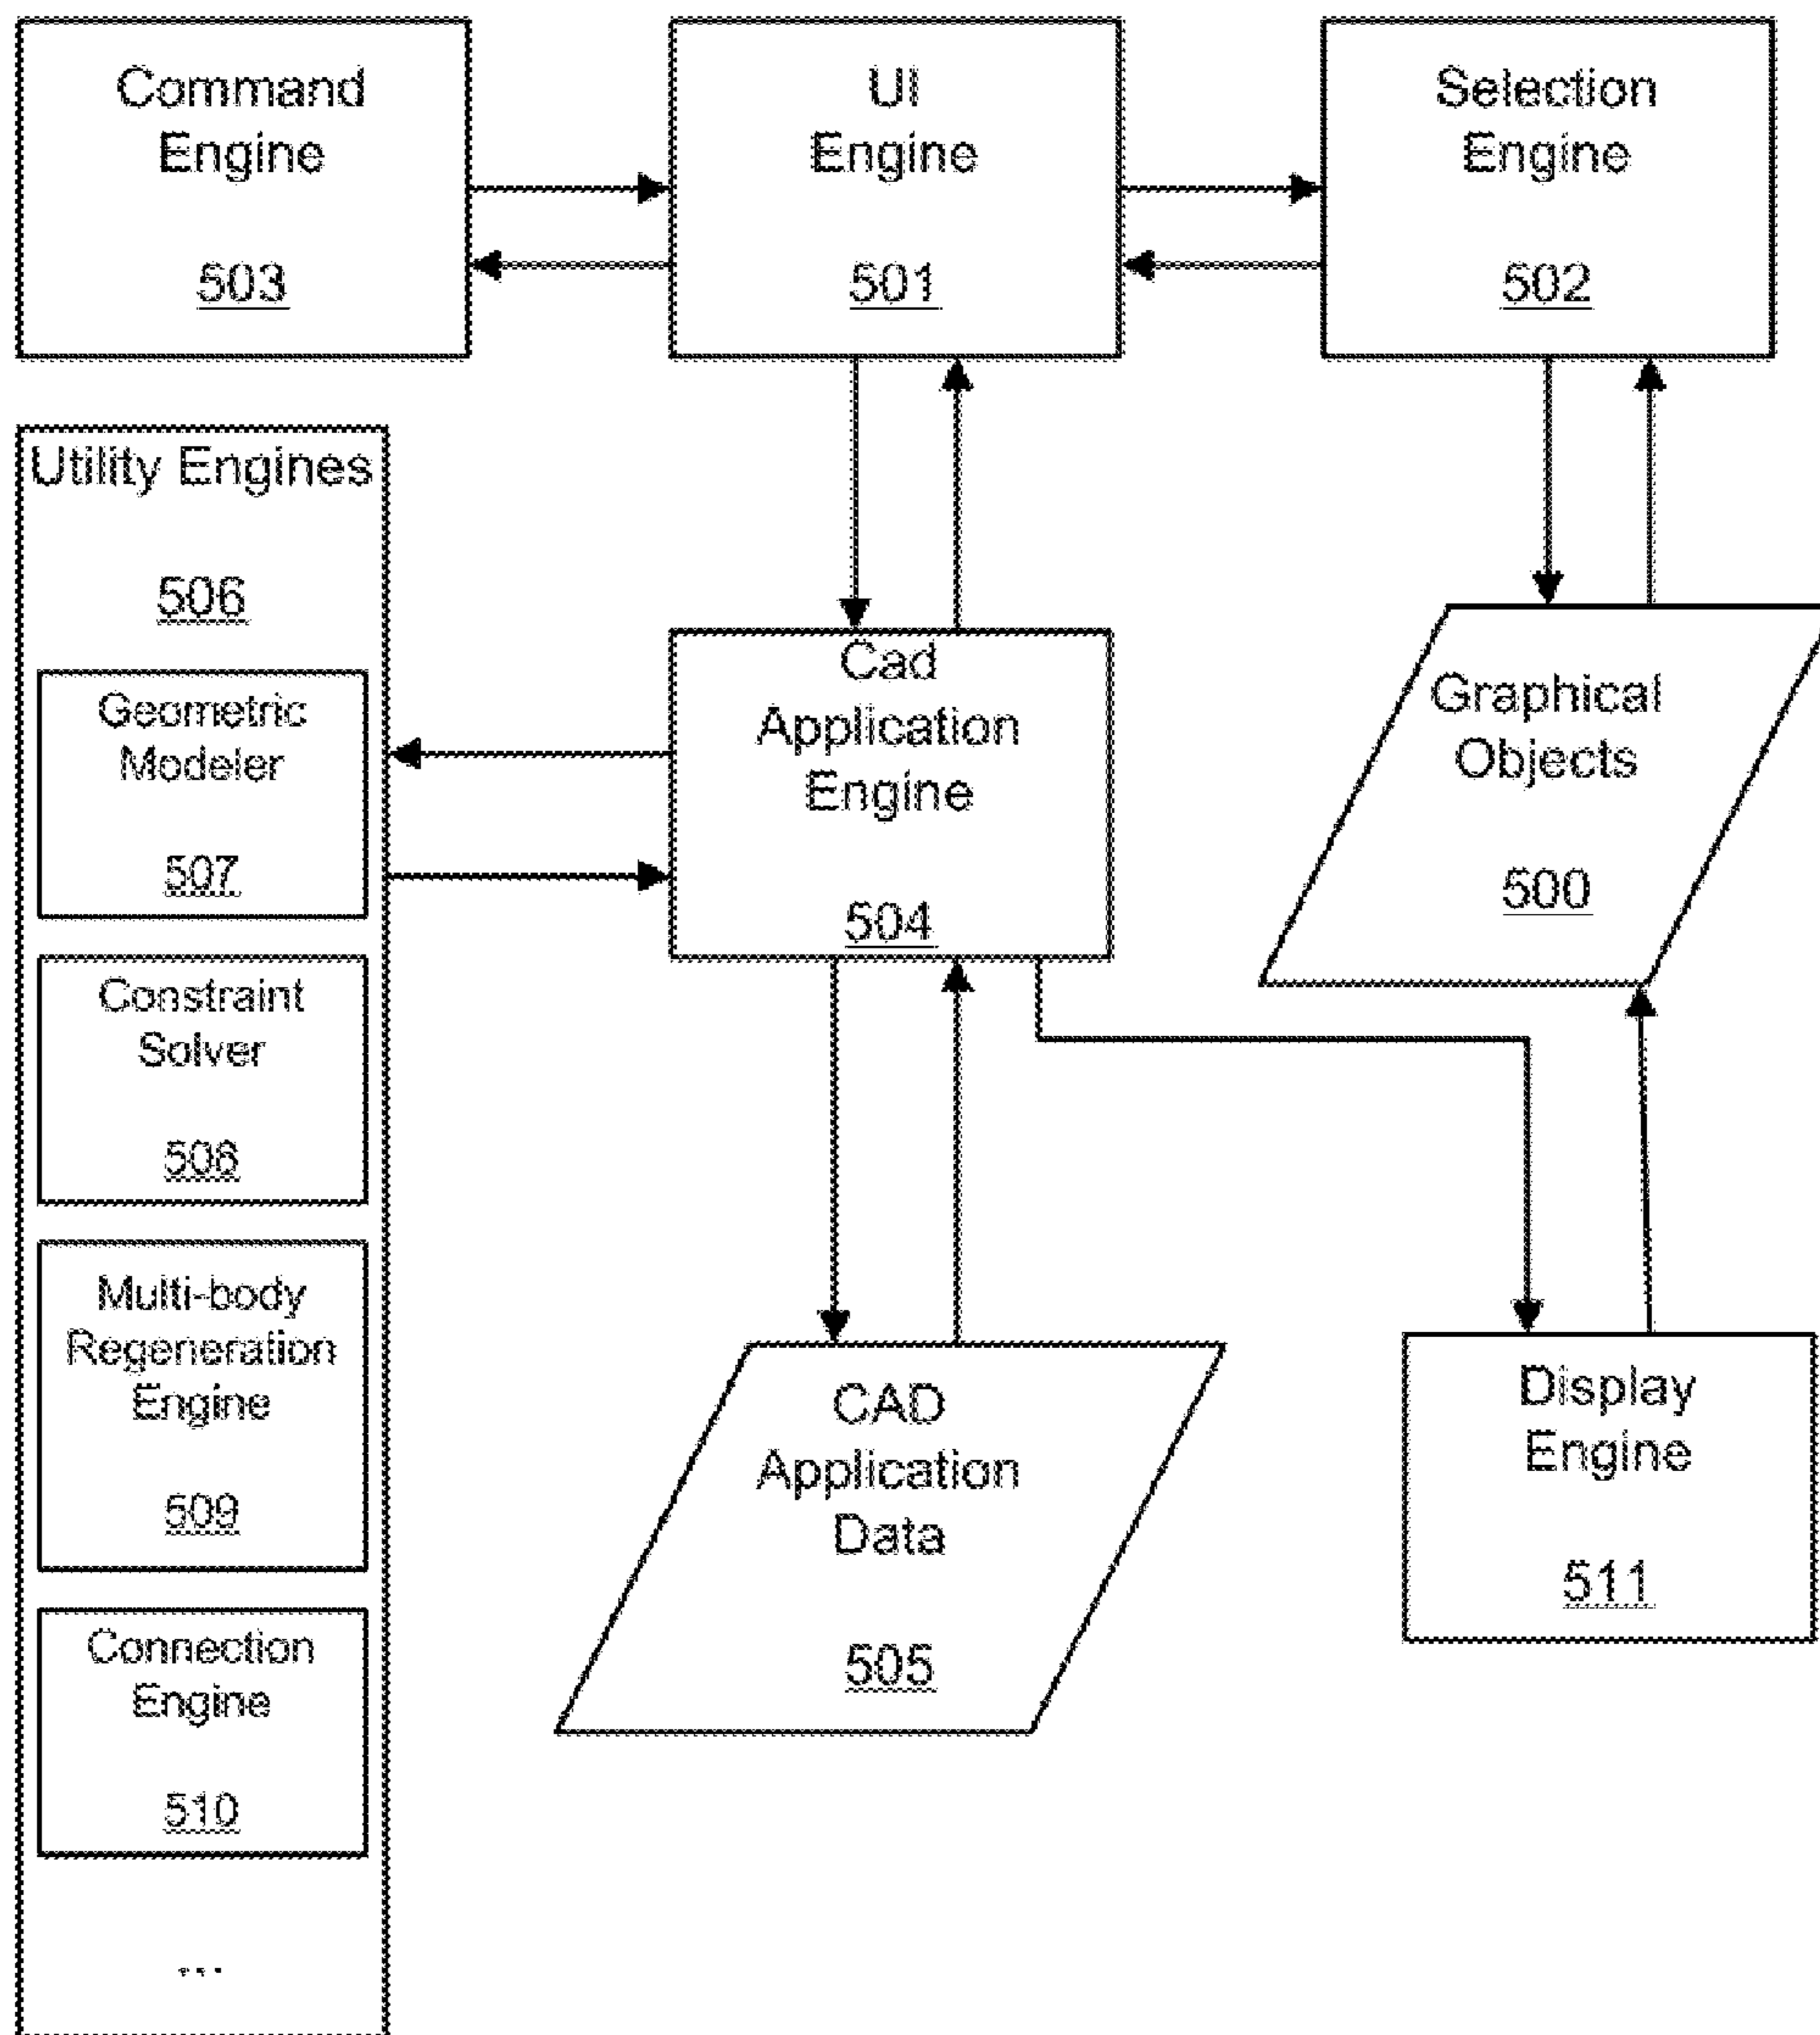 Command
Engine
503
UI
Engine
501
Selection
Engine
502
Utility Engines
506
Geometric
Modeler
507
Constraint
Solver
508
Multi-body
Regeneration
Engine
509
Connection
Engine
510
...
Cad
Application
Engine
504
Graphical
Objects
500
CAD
Application
Data
505
Display
Engine
511